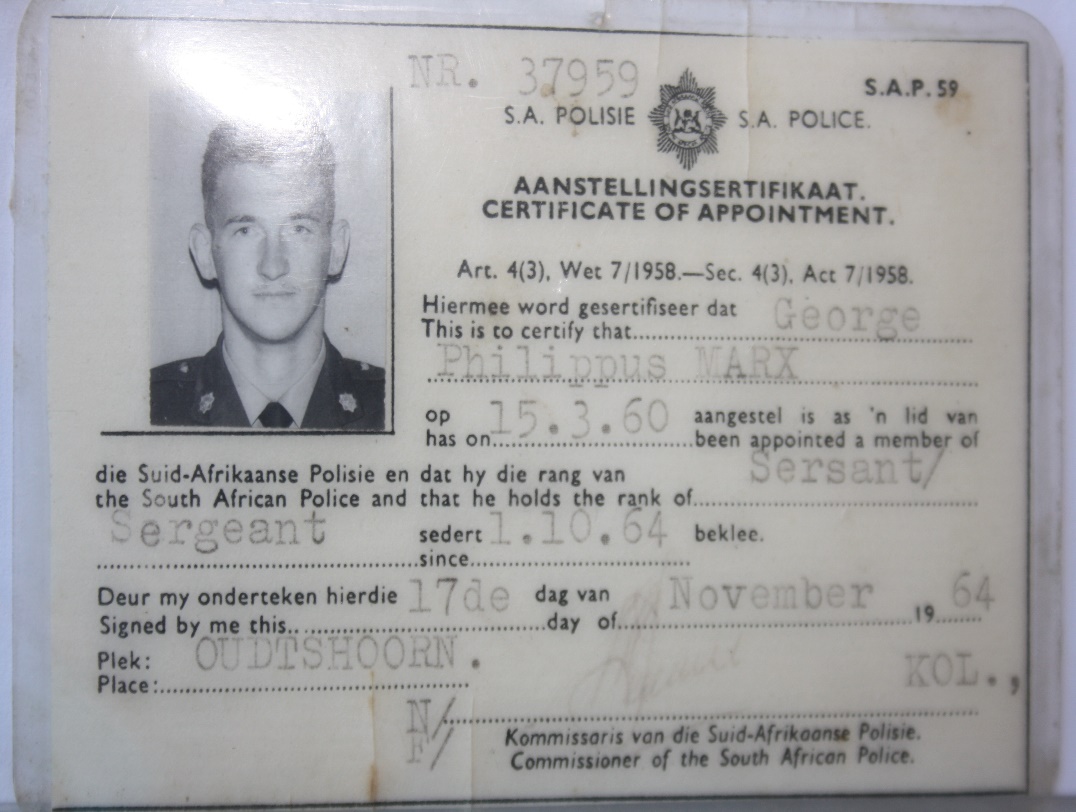 NR. 37959
S.A.P. 59
S.A. POLISIE S.A. POLICE.
AANSTELLINGSERTIFIKAAT.
CERTIFICATE OF APPOINTMENT.
Art. 4(3), Wet 7/1958.—Sec. 4(3), Act 7/1958.
Hiermee word gesertifiseer dat George
This is to certify that
Philippus MARX
op 15.3.60 aangestel is as 'n lid van
has on been appointed a member of
die Suid-Afrikaanse Polisie en dat hy die rang van Sersant/
the South African Police and that he holds the rank of
Sergeant sedert 1.10.64 beklee.
since
Deur my onderteken hierdie 17de dag van November 19 64
Signed by me this day of
Plek: OUDTSHOORN.
Place:
KOL.,
N/
F/
Kommissaris van die Suid-Afrikaanse Polisie.
Commissioner of the South African Police.